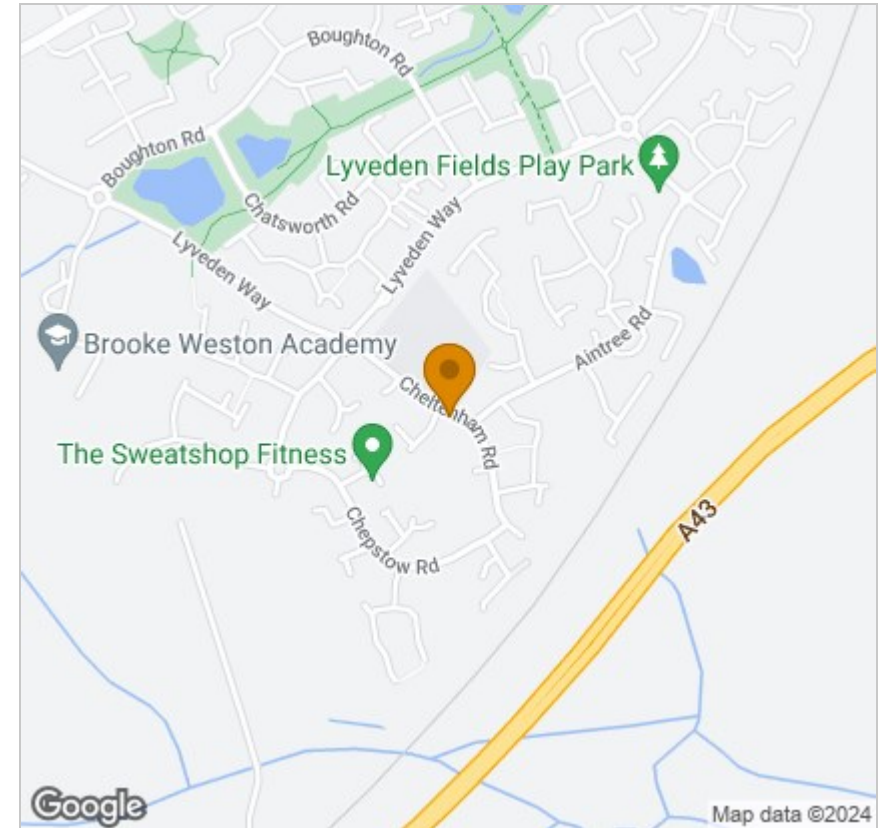 Boughton Rd
Boughton Rd
Lyveden Fields Play Park
Chatsworth Rd
Lyveden Way
Lyveden Way
Brooke Weston Academy
Aintree Rd
Cheltenham Rd
The Sweatshop Fitness
A43
Chepstow Rd
Google
Map data ©2024